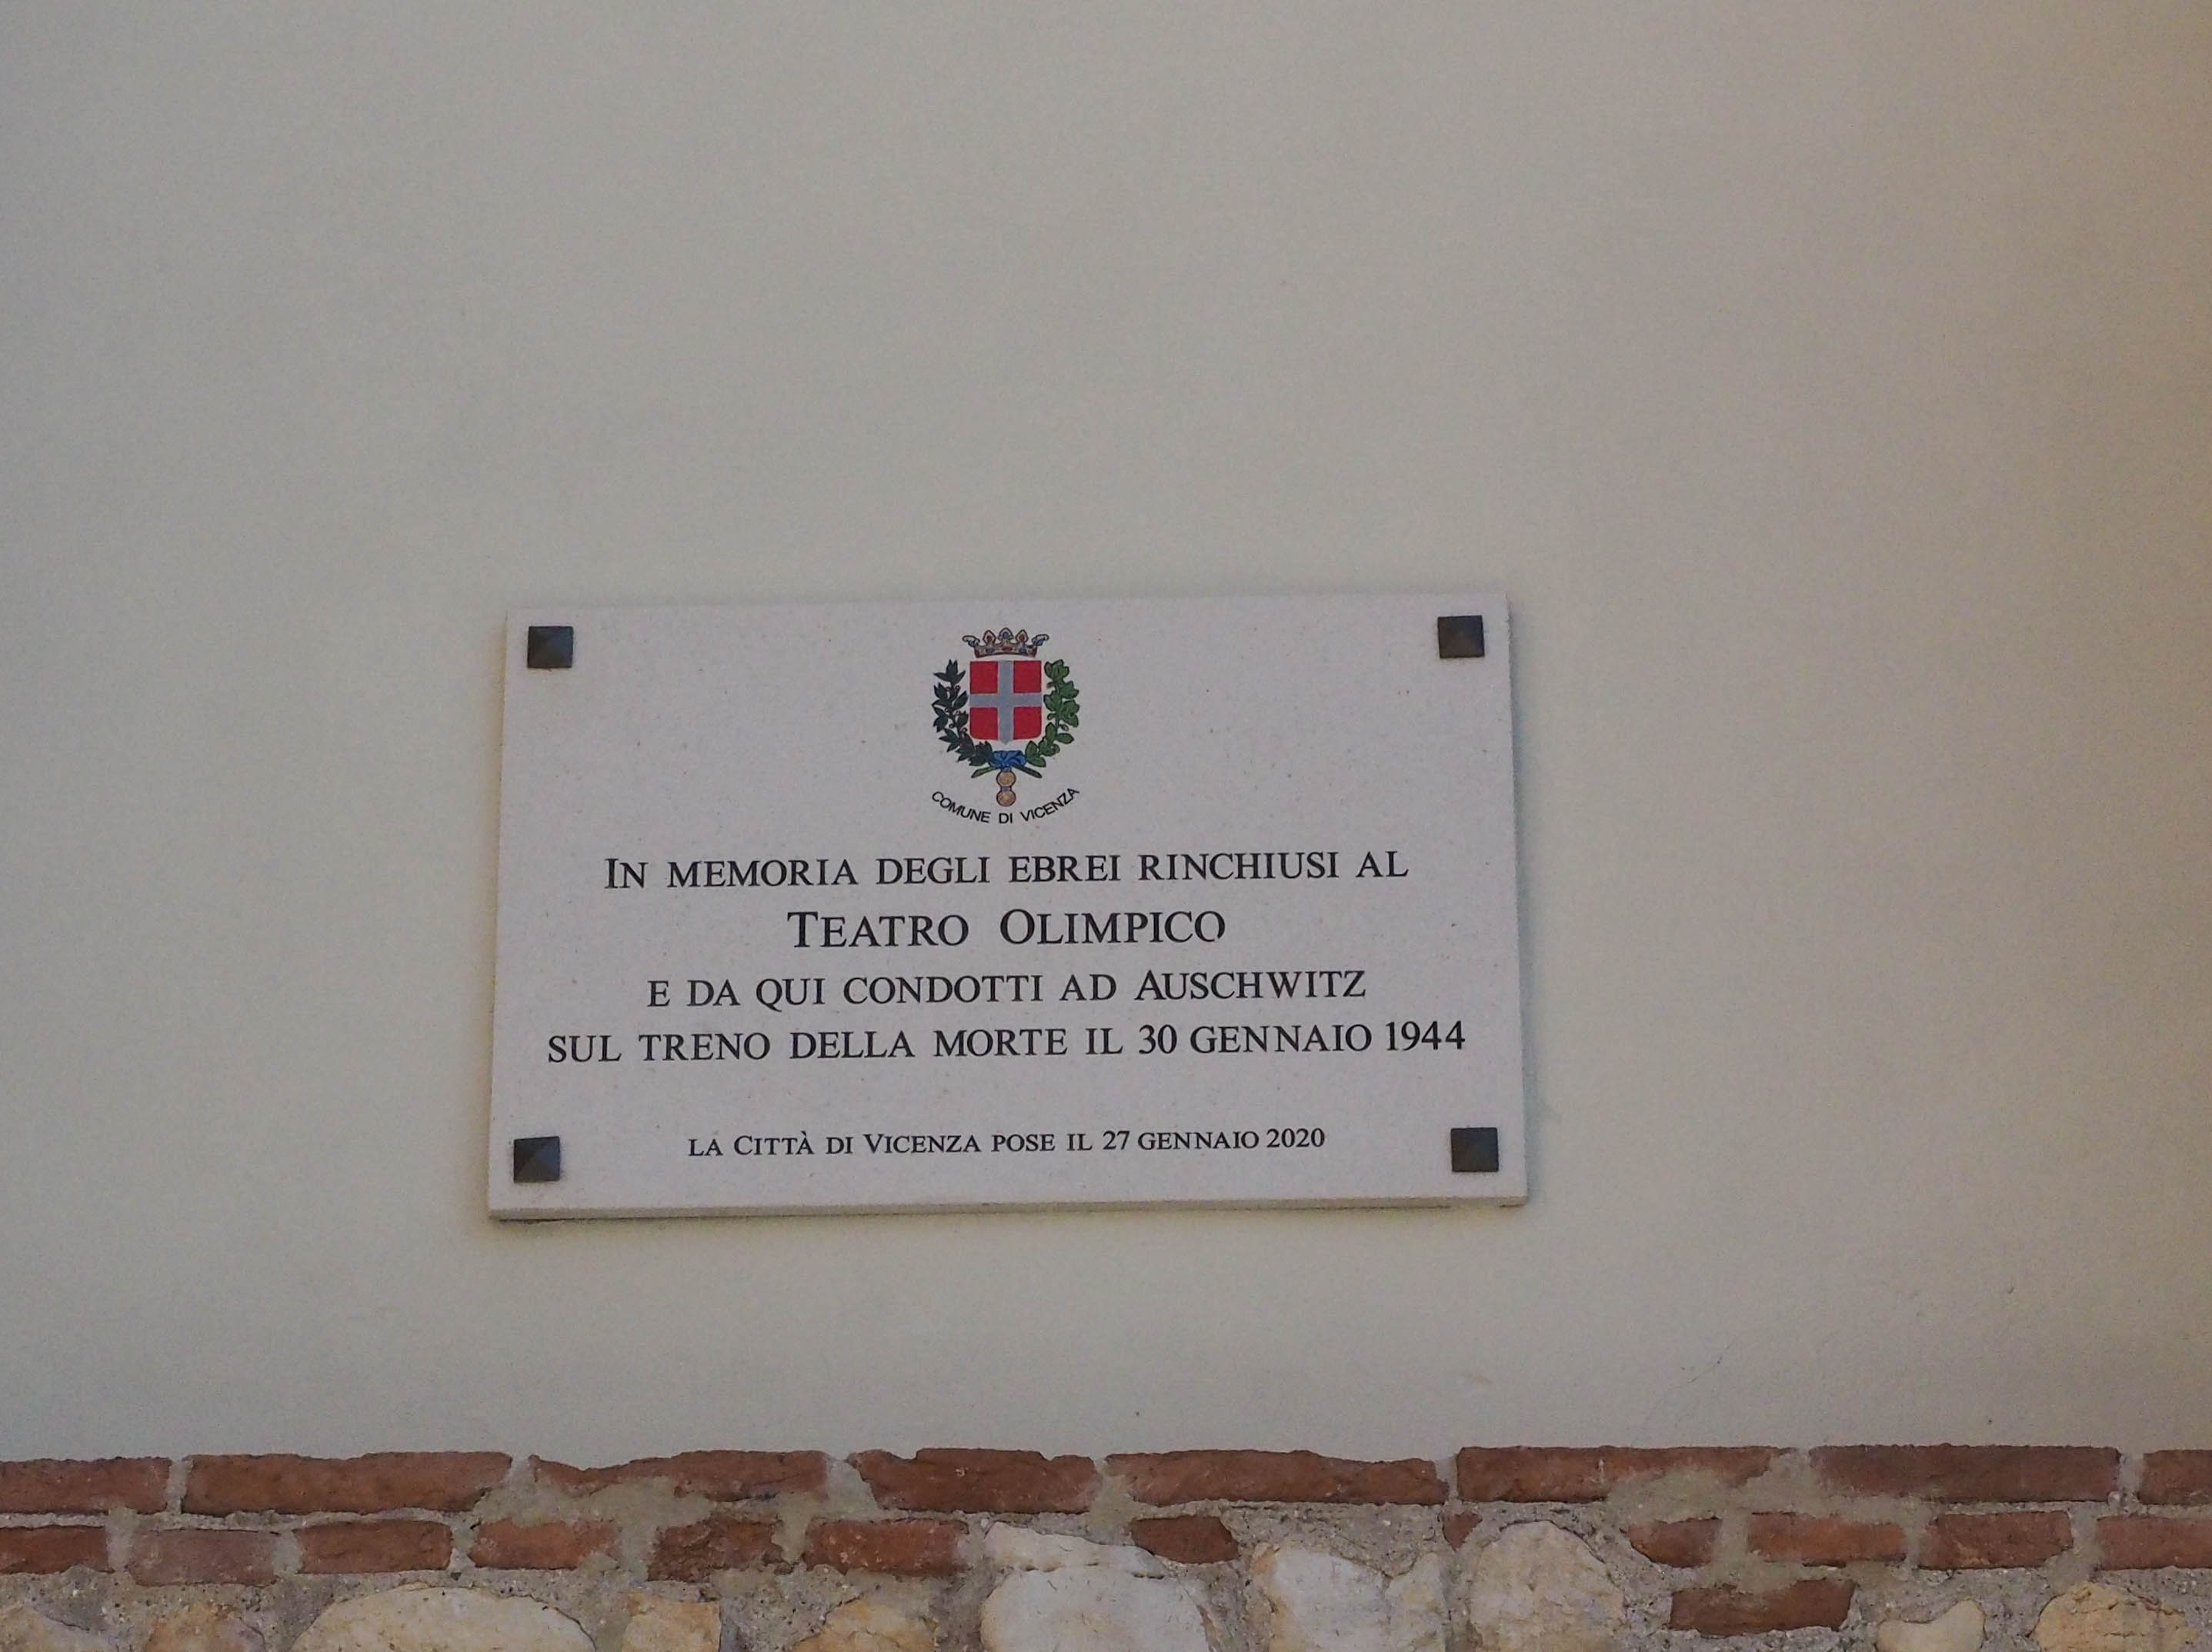 COMUNE DI VICENZA
IN MEMORIA DEGLI EBREI RINCHIUSI AL
TEATRO OLIMPICO
E DA QUI CONDOTTI AD AUSCHWITZ
SUL TRENO DELLA MORTE IL 30 GENNAIO 1944
LA CITTÀ DI VICENZA POSE IL 27 GENNAIO 2020